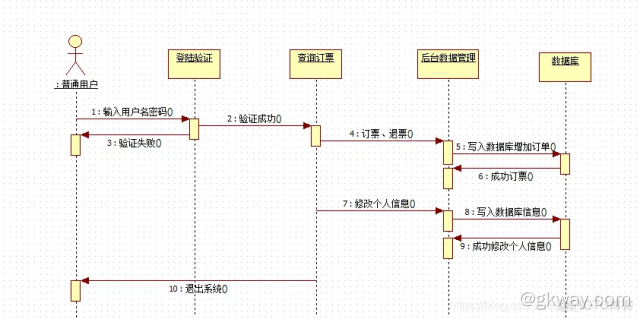 登陆验证
查询订票
后台数据管理
数据库
: 普通用户
1 : 输入用户名密码()
2 : 验证成功()
3 : 验证失败()
4 : 订票、退票()
5 : 写入数据库增加订单()
6 : 成功订票()
7 : 修改个人信息()
8 : 写入数据库信息()
9 : 成功修改个人信息()
10 : 退出系统()
@gkway.com